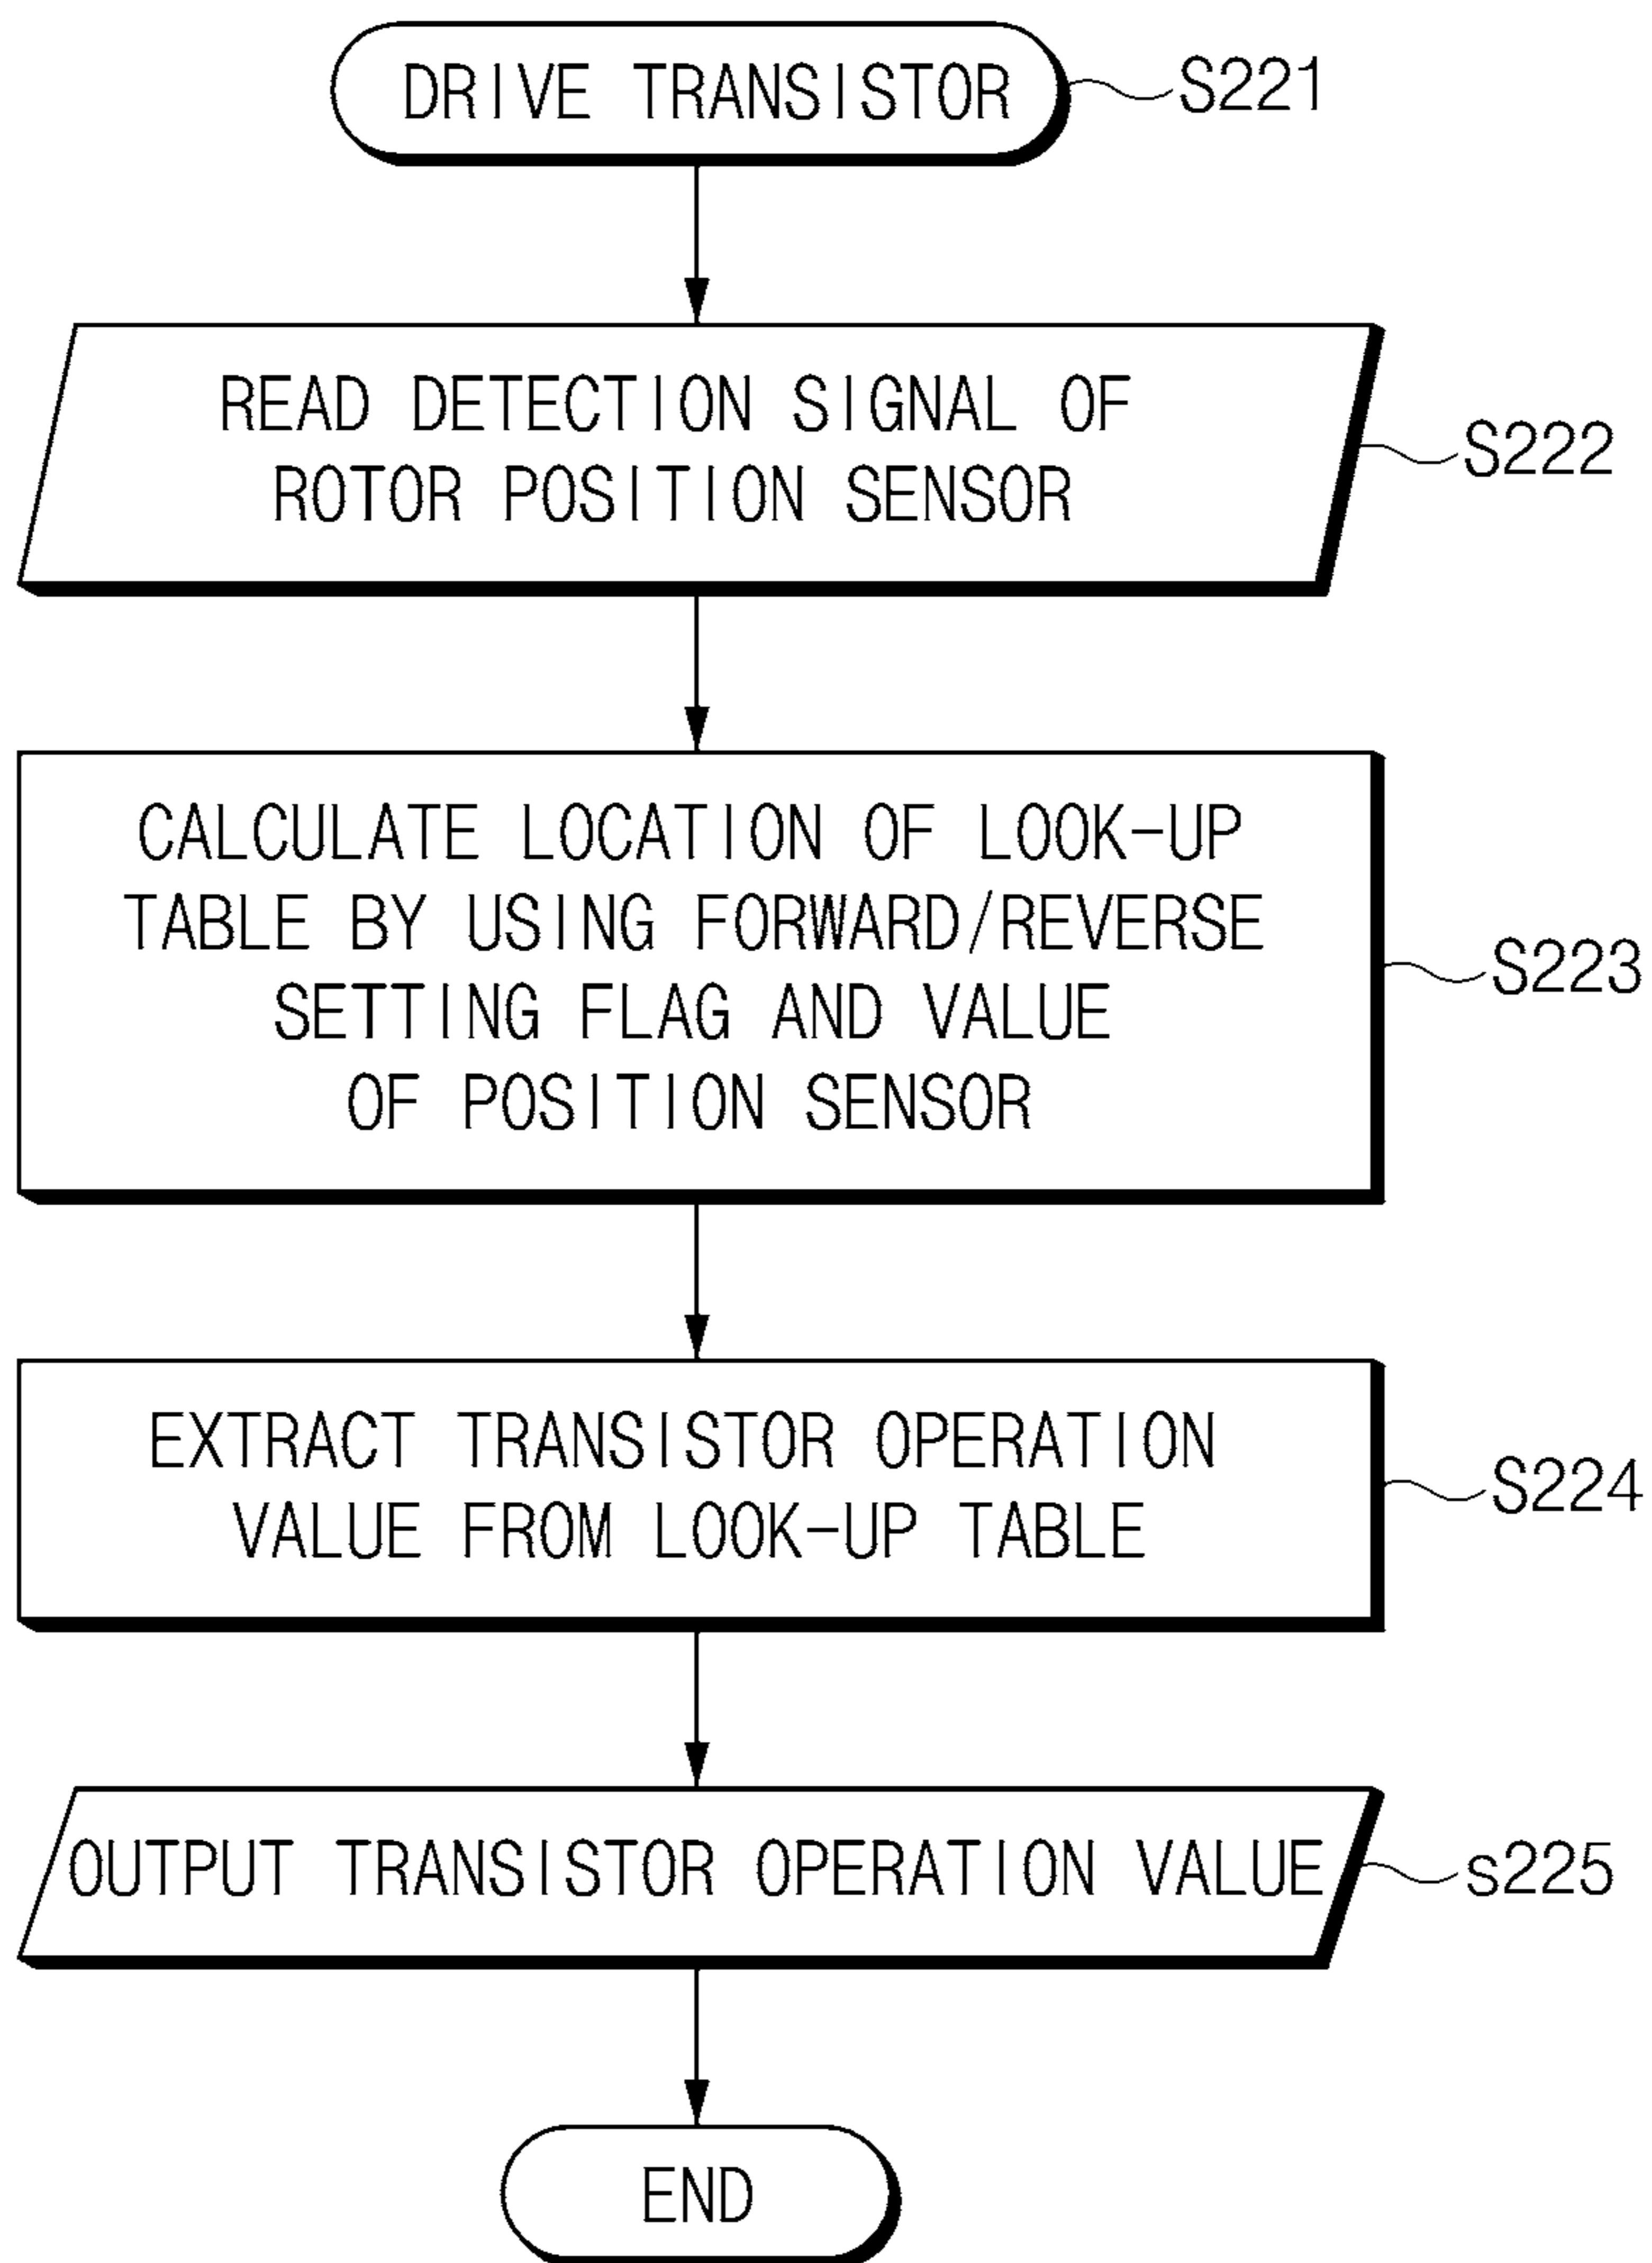 DRIVE TRANSISTOR
S221
READ DETECTION SIGNAL OF
ROTOR POSITION SENSOR
S222
CALCULATE LOCATION OF LOOK-UP
TABLE BY USING FORWARD/REVERSE
SETTING FLAG AND VALUE
OF POSITION SENSOR
S223
EXTRACT TRANSISTOR OPERATION
VALUE FROM LOOK-UP TABLE
S224
OUTPUT TRANSISTOR OPERATION VALUE
s225
END